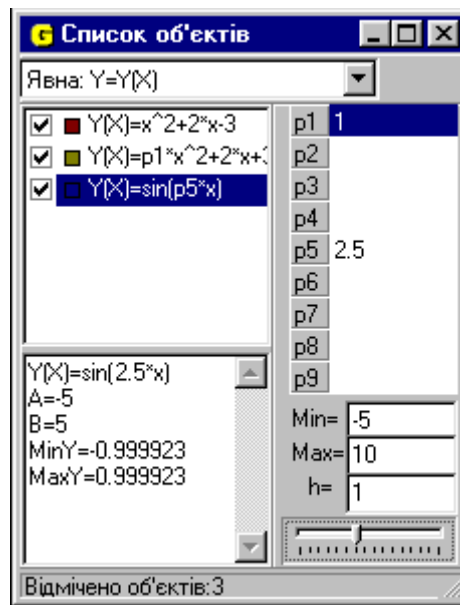 Список об'єктів
Явна: Y=Y(X)
Y(X)=x^2+2*x-3
Y(X)=p1*x^2+2*x+3
Y(X)=sin(p5*x)
p1 1
p2
p3
p4
p5 2.5
p6
p7
p8
p9
Y(X)=sin(2.5*x)
A=-5
B=5
MinY=-0.999923
MaxY=0.999923
Min= -5
Max= 10
h= 1
Відмічено об'єктів:3